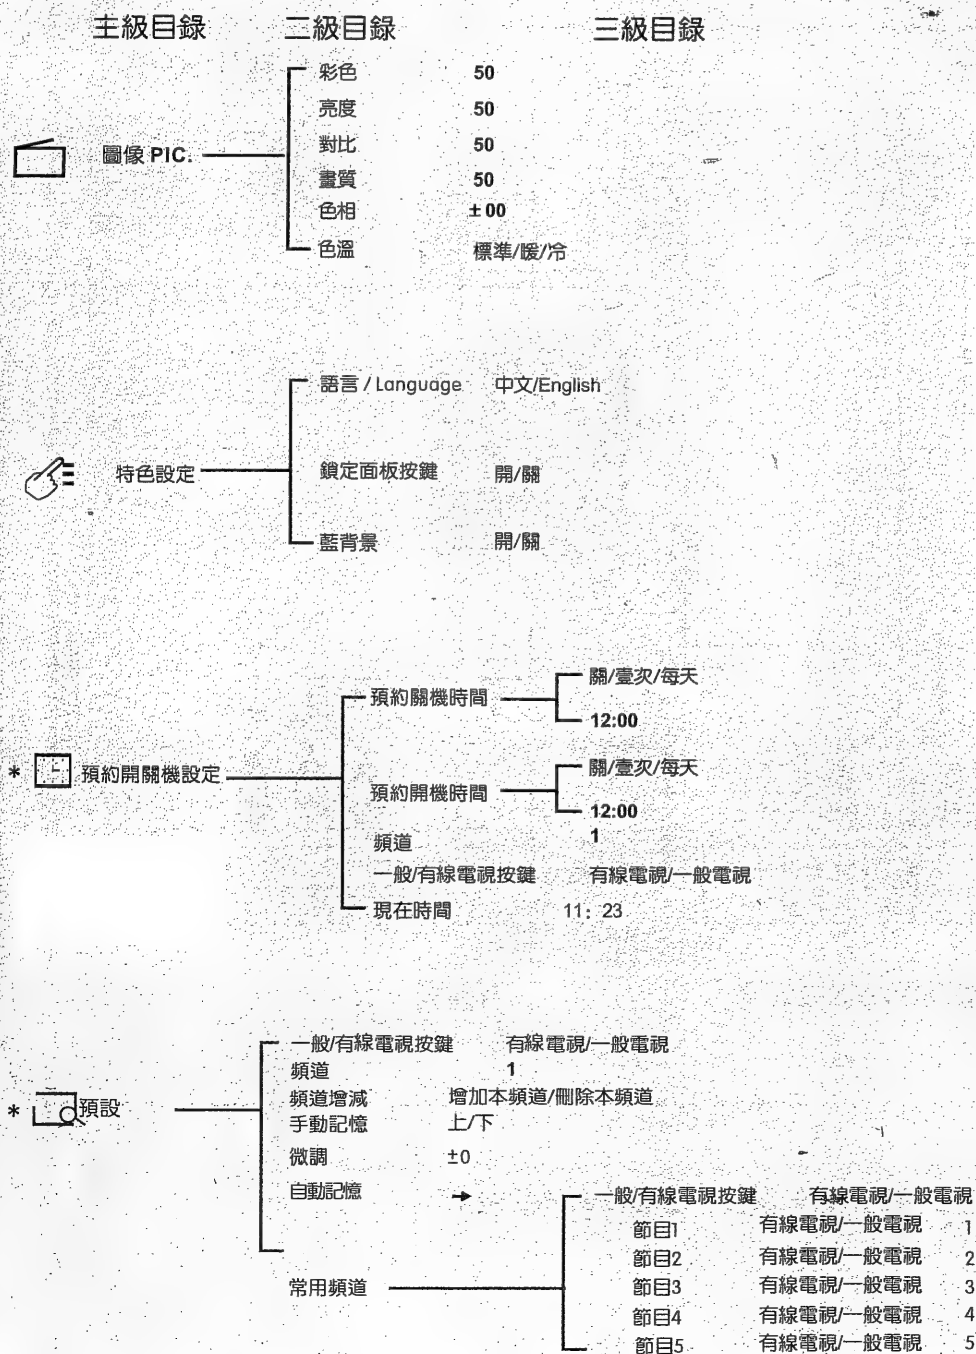 主級目錄 二級目錄 三級目錄
彩色 50
亮度 50
對比 50
圖像 PIC.
畫質 50
色相 ±00
色溫 標準/暖/冷
語言 / Language 中文/English
特色設定 鎖定面板按鍵 開/關
藍背景 開/關
預約關機時間 關/壹次/每天
12:00
* 預約開關機設定
預約開機時間 關/壹次/每天
12:00
頻道 1
一般/有線電視按鍵 有線電視/一般電視
現在時間 11: 23
一般/有線電視按鍵 有線電視/一般電視
頻道 1
* 預設 頻道增減 增加本頻道/刪除本頻道
手動記憶 上/下
微調 ±0
自動記憶 →
一般/有線電視按鍵 有線電視/一般電視
節目1 有線電視/一般電視 1
節目2 有線電視/一般電視 2
常用頻道 節目3 有線電視/一般電視 3
節目4 有線電視/一般電視 4
節目5 有線電視/一般電視 5